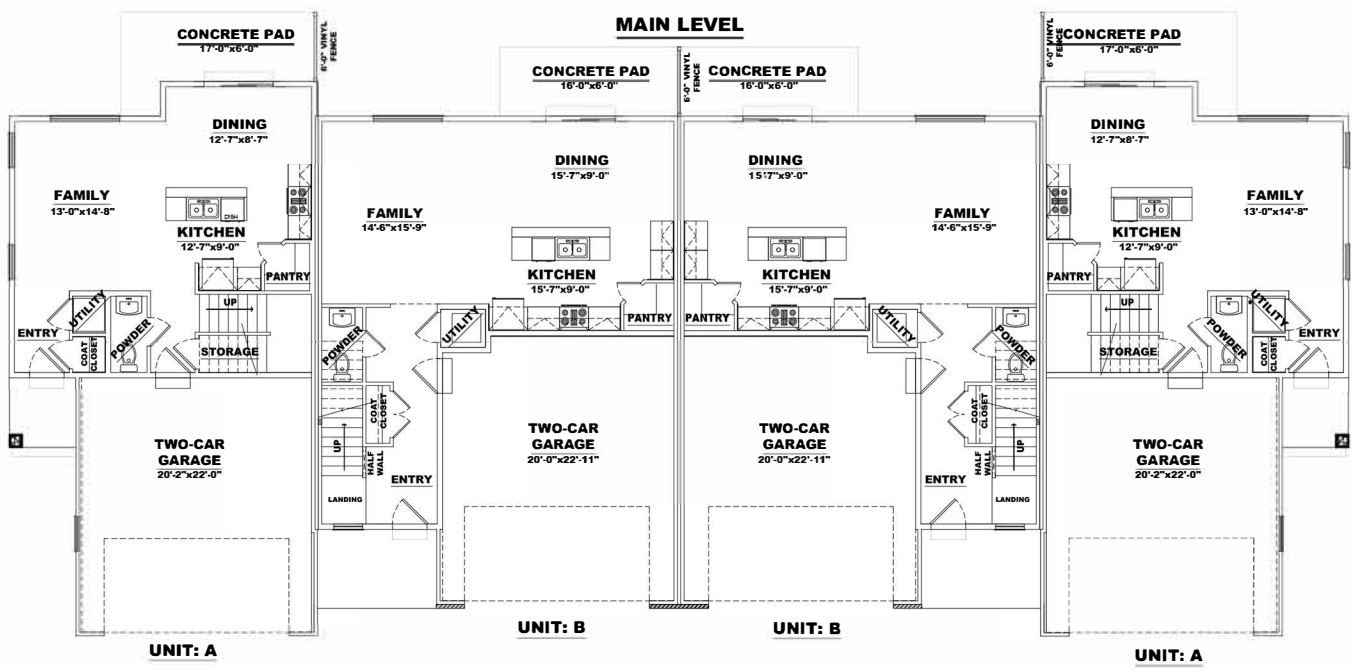 MAIN LEVEL
CONCRETE PAD
17'-0"x6'-0"
6'-0" VINYL
FENCE
DINING
12'-7"x8'-7"
FAMILY
13'-0"x14'-8"
DISH
KITCHEN
12'-7"x9'-0"
PANTRY
UP
UTILITY
ENTRY
COAT
CLOSET
POWDER
STORAGE
TWO-CAR
GARAGE
20'-2"x22'-0"
UNIT: A
CONCRETE PAD
16'-0"x6'-0"
6'-0" VINYL
FENCE
DINING
15'-7"x9'-0"
FAMILY
14'-6"x15'-9"
KITCHEN
15'-7"x9'-0"
PANTRY
POWDER
UTILITY
COAT
CLOSET
UP
HALF
WALL
ENTRY
LANDING
TWO-CAR
GARAGE
20'-0"x22'-11"
UNIT: B
CONCRETE PAD
16'-0"x6'-0"
DINING
15'7"x9'-0"
FAMILY
14'-6"x15'-9"
KITCHEN
15'-7"x9'-0"
PANTRY
UTILITY
POWDER
COAT
CLOSET
UP
HALF
WALL
ENTRY
LANDING
TWO-CAR
GARAGE
20'-0"x22'-11"
UNIT: B
6'-0" VINYL
FENCE
CONCRETE PAD
17'-0"x6'-0"
DINING
12'-7"x8'-7"
FAMILY
13'-0"x14'-8"
KITCHEN
12'-7"x9'-0"
PANTRY
UP
UTILITY
ENTRY
POWDER
COAT
CLOSET
STORAGE
TWO-CAR
GARAGE
20'-2"x22'-0"
UNIT: A